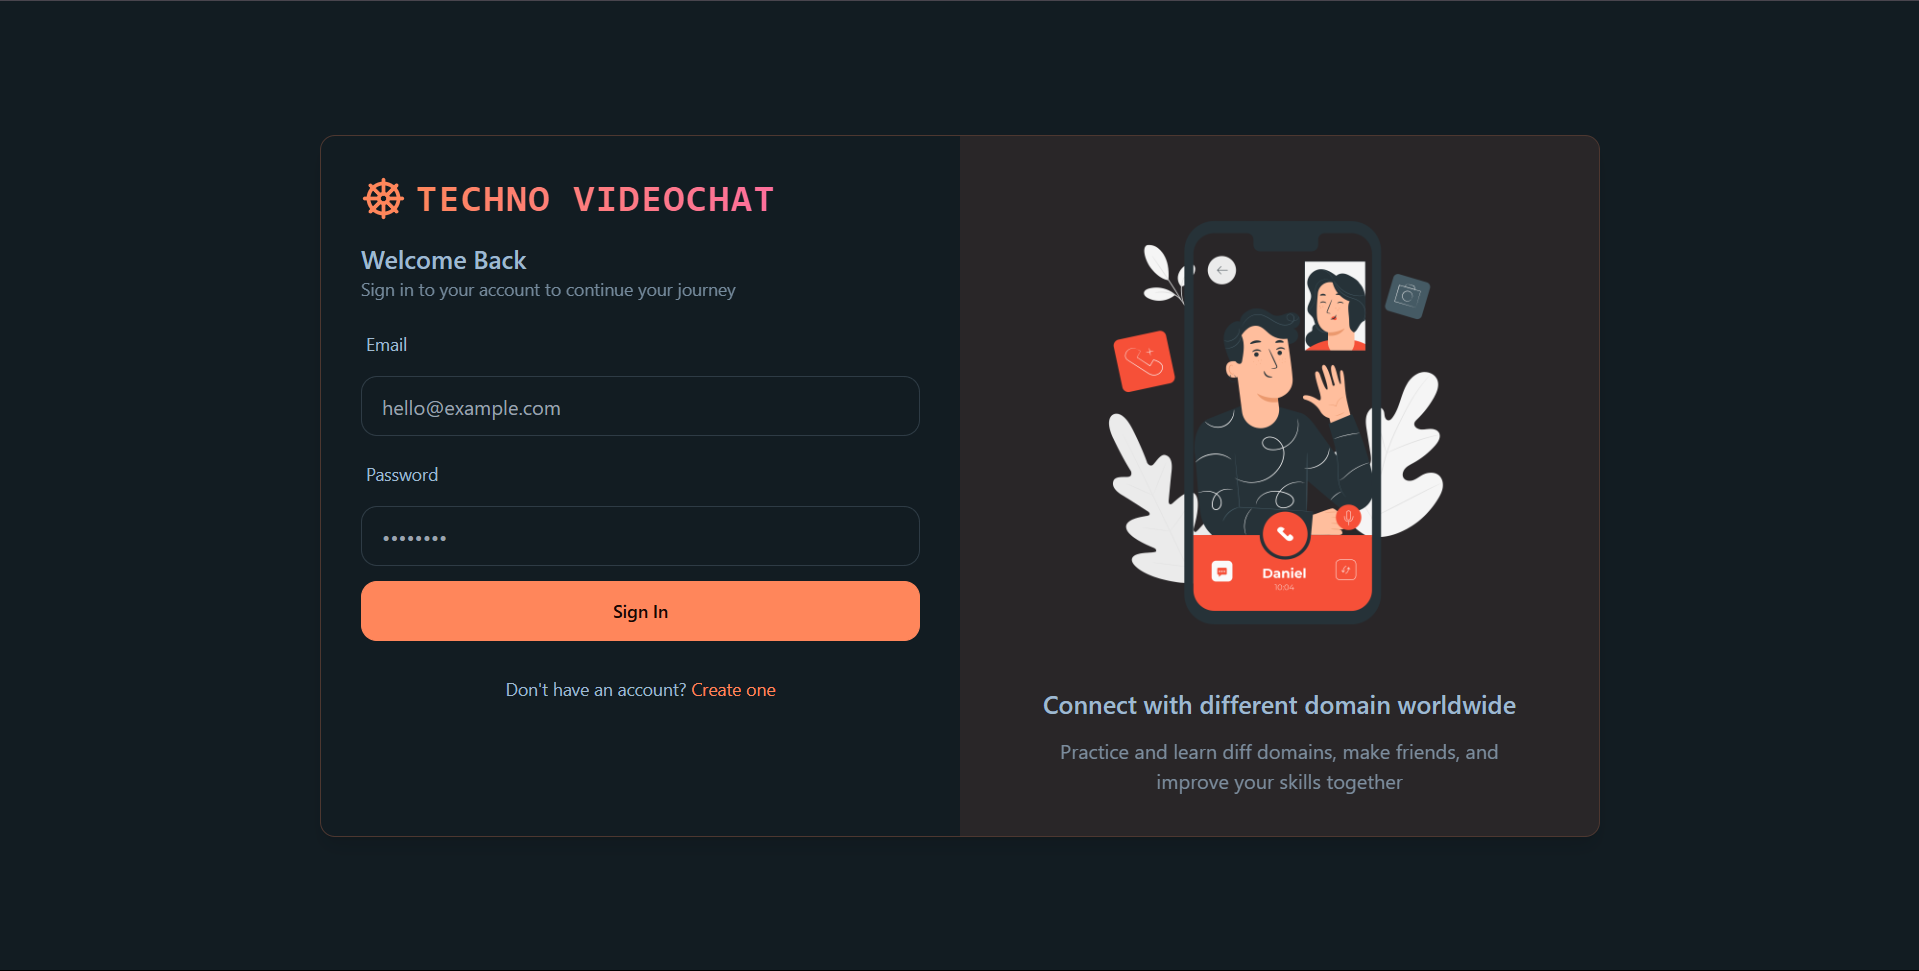 TECHNO VIDEOCHAT
Welcome Back
Sign in to your account to continue your journey
Email
hello@example.com
Password
••••••••
Sign In
Don't have an account? Create one
Daniel
10:04
Connect with different domain worldwide
Practice and learn diff domains, make friends, and
improve your skills together